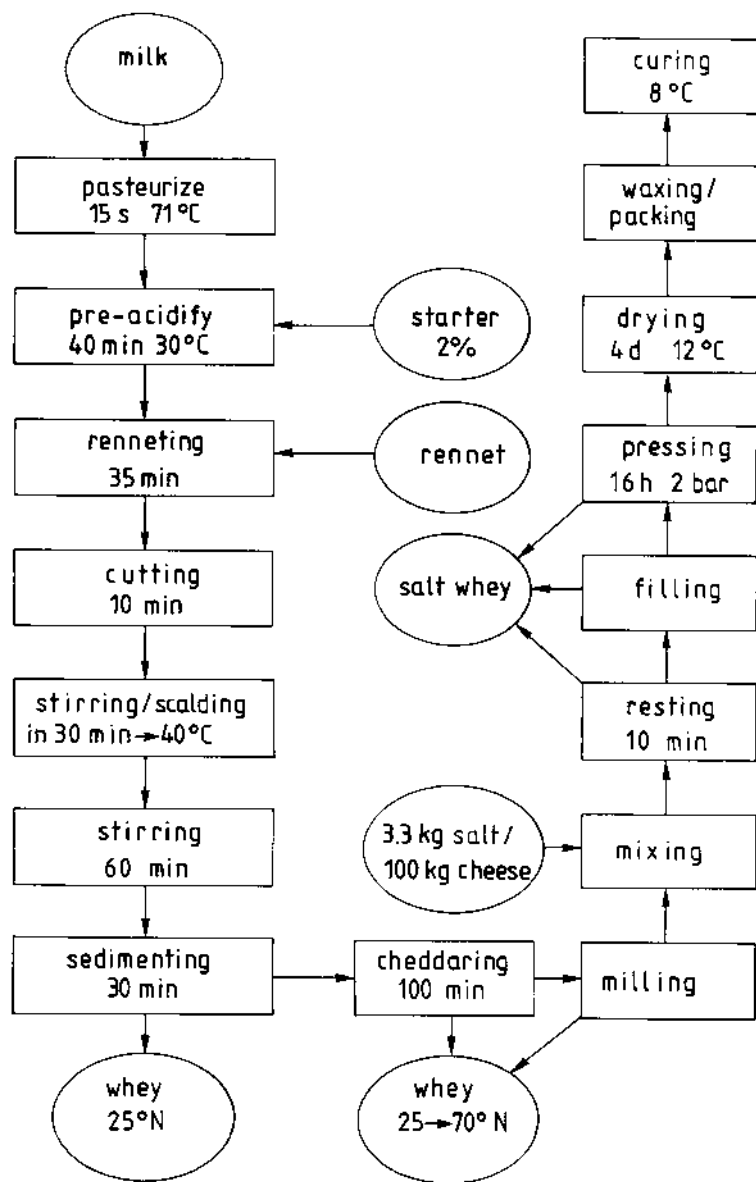 milk
pasteurize
15 s 71°C
pre-acidify
40 min 30°C
starter
2%
renneting
35 min
rennet
cutting
10 min
stirring/scalding
in 30 min→40°C
stirring
60 min
sedimenting
30 min
whey
25°N
cheddaring
100 min
whey
25→70°N
milling
3.3 kg salt/
100 kg cheese
mixing
resting
10 min
salt whey
filling
pressing
16h 2 bar
drying
4d 12°C
waxing/
packing
curing
8°C